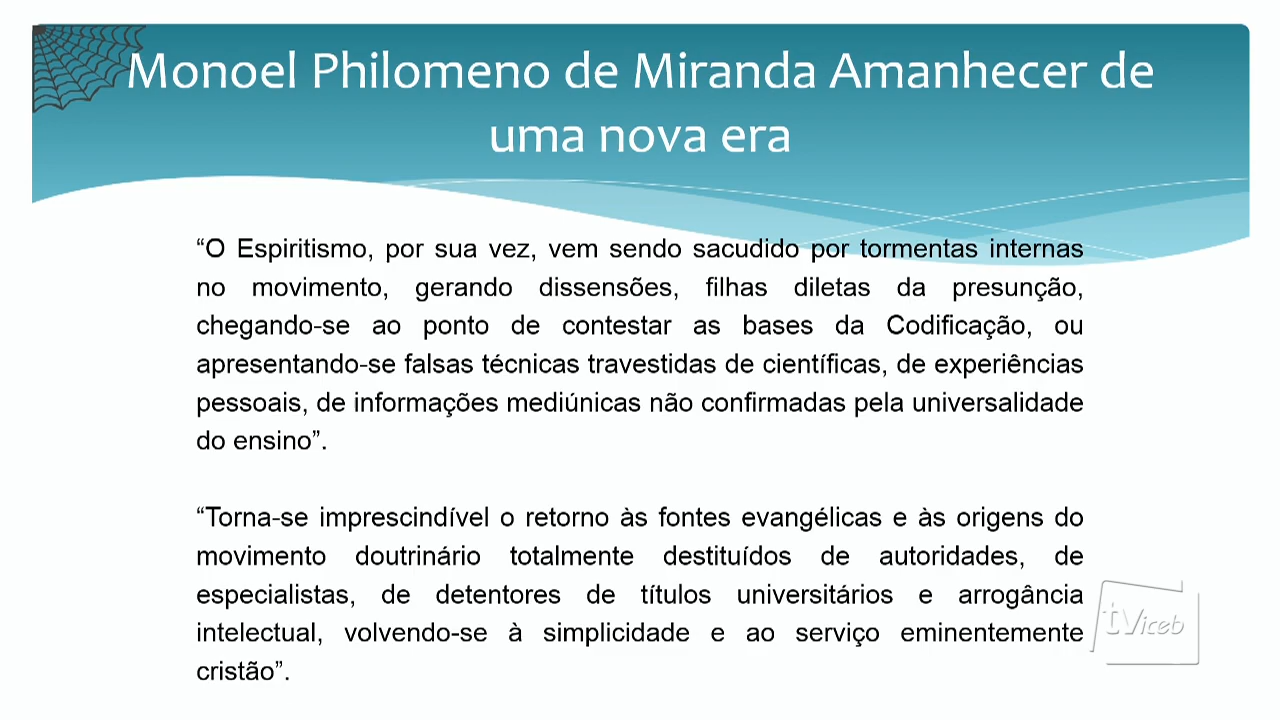 Monoel Philomeno de Miranda Amanhecer de
uma nova era
“O Espiritismo, por sua vez, vem sendo sacudido por tormentas internas
no movimento, gerando dissensões, filhas diletas da presunção,
chegando-se ao ponto de contestar as bases da Codificação, ou
apresentando-se falsas técnicas travestidas de científicas, de experiências
pessoais, de informações mediúnicas não confirmadas pela universalidade
do ensino”.
“Torna-se imprescindível o retorno às fontes evangélicas e às origens do
movimento doutrinário totalmente destituídos de autoridades, de
especialistas, de detentores de títulos universitários e arrogância
intelectual, volvendo-se à simplicidade e ao serviço eminentemente
cristão”.
tViceb